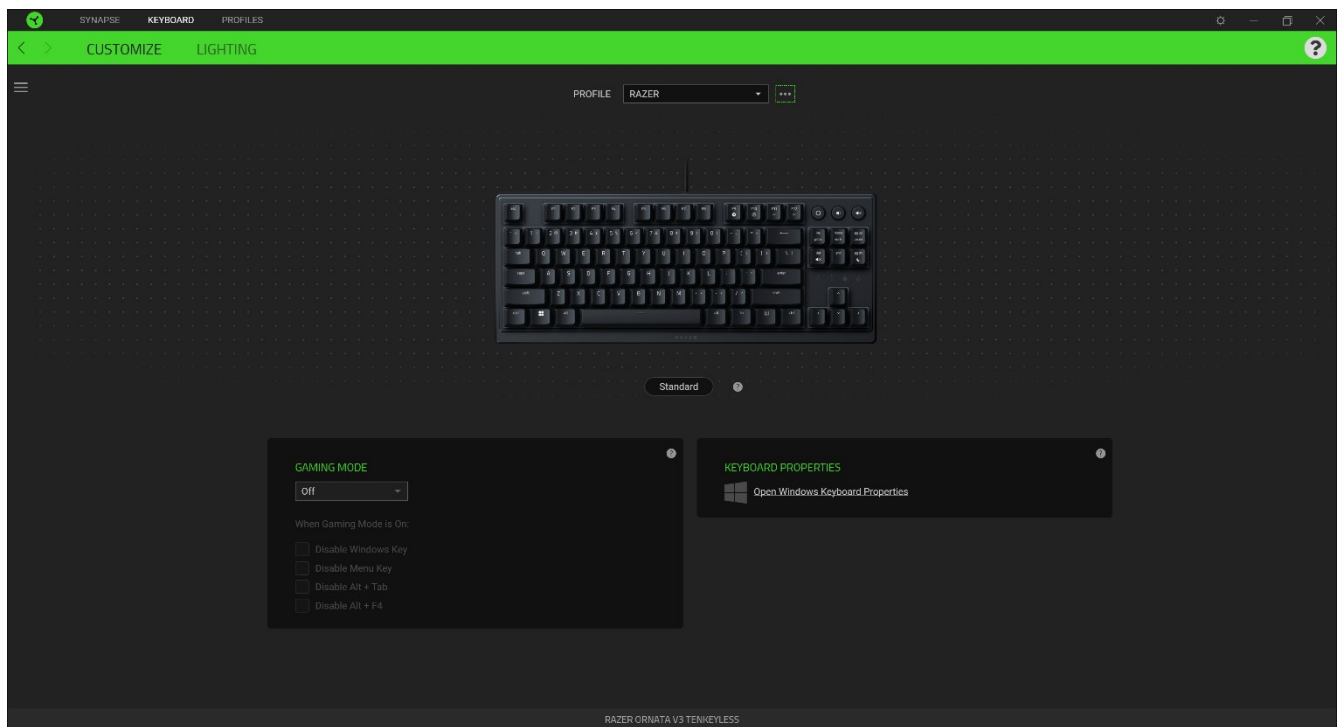 SYNAPSE KEYBOARD PROFILES
CUSTOMIZE LIGHTING
PROFILE RAZER
Standard
GAMING MODE
Off
When Gaming Mode is On:
Disable Windows Key
Disable Menu Key
Disable Alt + Tab
Disable Alt + F4
KEYBOARD PROPERTIES
Open Windows Keyboard Properties
RAZER ORNATA V3 TENKEYLESS